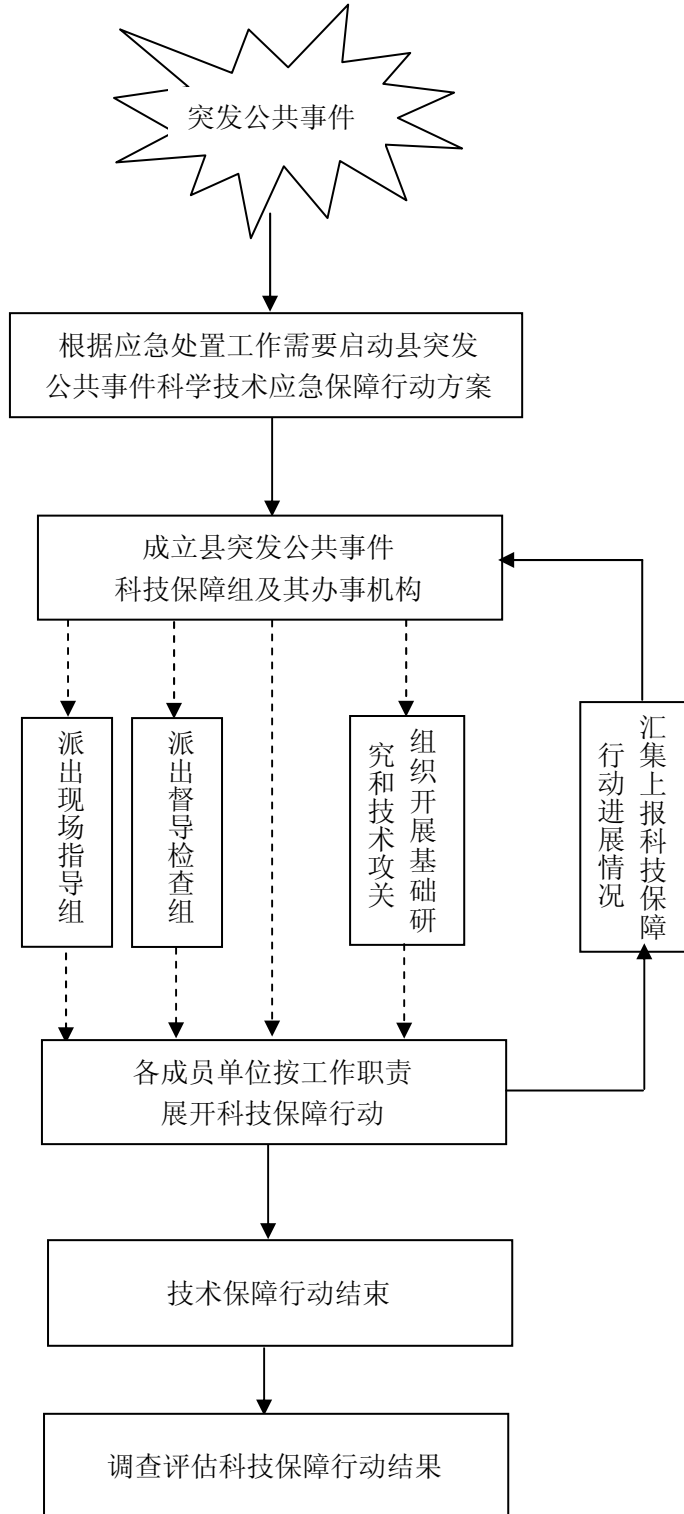 突发公共事件
根据应急处置工作需要启动县突发
公共事件科学技术应急保障行动方案
成立县突发公共事件
科技保障组及其办事机构
派出现场指导组
派出督导检查组
组织开展基础研
究和技术攻关
汇集上报科技保障
行动进展情况
各成员单位按工作职责
展开科技保障行动
技术保障行动结束
调查评估科技保障行动结果